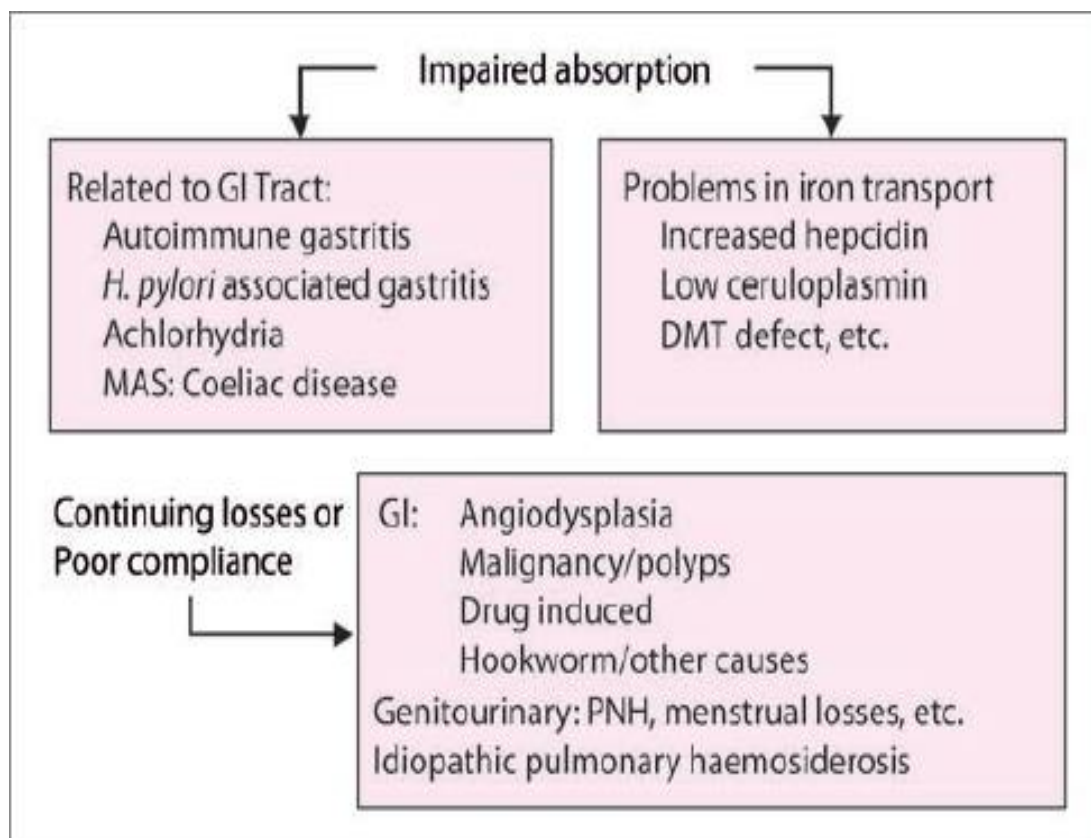 Impaired absorption
Related to GI Tract:
Autoimmune gastritis
H. pylori associated gastritis
Achlorhydria
MAS: Coeliac disease
Problems in iron transport
Increased hepcidin
Low ceruloplasmin
DMT defect, etc.
Continuing losses or
Poor compliance
GI: Angiodysplasia
Malignancy/polyps
Drug induced
Hookworm/other causes
Genitourinary: PNH, menstrual losses, etc.
Idiopathic pulmonary haemosiderosis